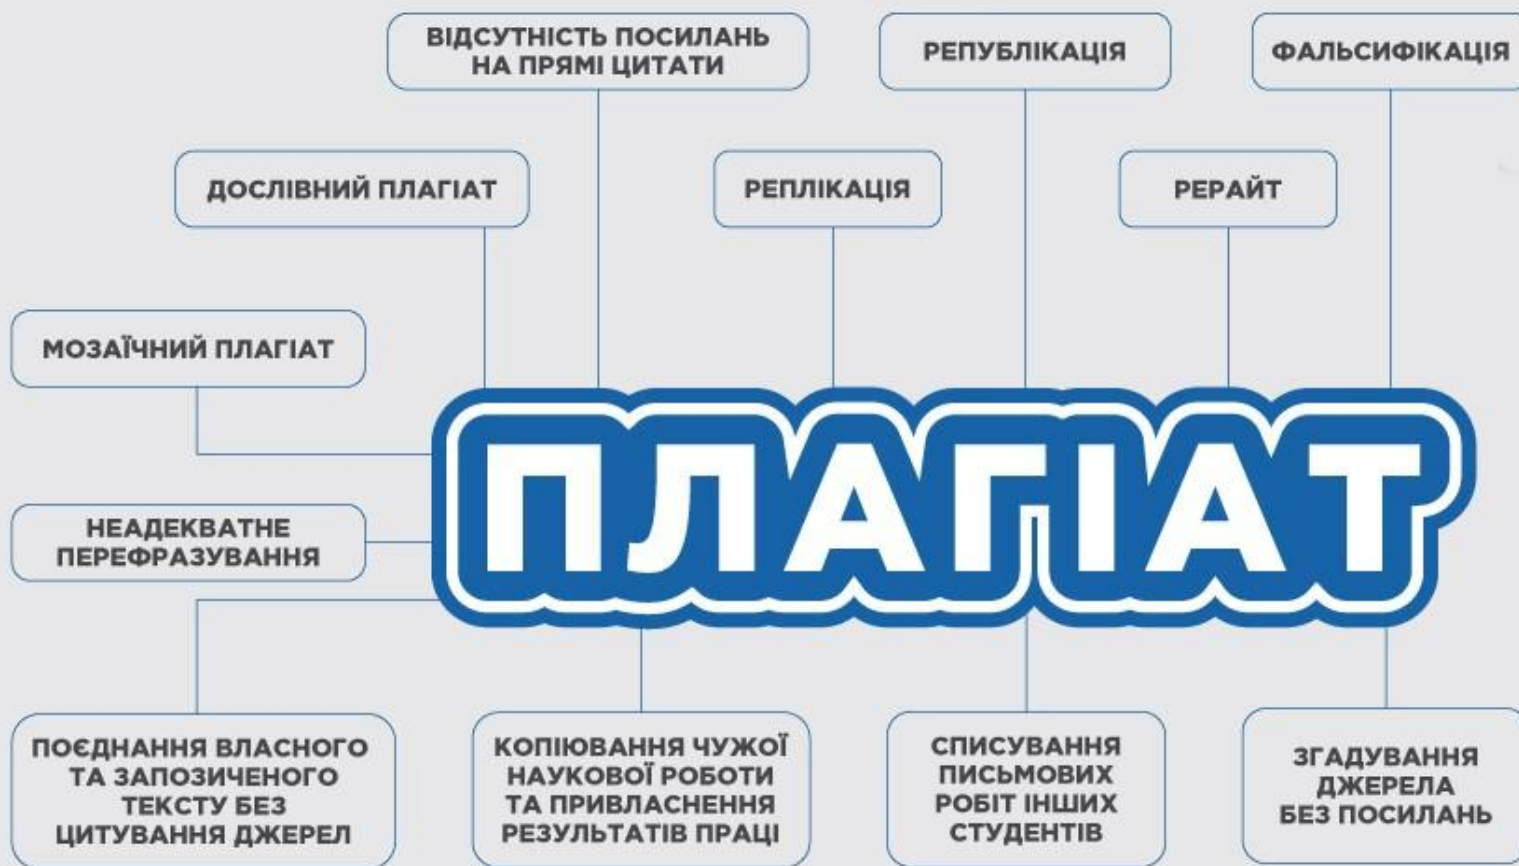 ВІДСУТНІСТЬ ПОСИЛАНЬ
НА ПРЯМІ ЦИТАТИ
РЕПУБЛІКАЦІЯ
ФАЛЬСИФІКАЦІЯ
ДОСЛІВНИЙ ПЛАГІАТ
РЕПЛІКАЦІЯ
РЕРАЙТ
МОЗАЇЧНИЙ ПЛАГІАТ
ПЛАГІАТ
НЕАДЕКВАТНЕ
ПЕРЕФРАЗУВАННЯ
ПОЄДНАННЯ ВЛАСНОГО
ТА ЗАПОЗИЧЕНОГО
ТЕКСТУ БЕЗ
ЦИТУВАННЯ ДЖЕРЕЛ
КОПІЮВАННЯ ЧУЖОЇ
НАУКОВОЇ РОБОТИ
ТА ПРИВЛАСНЕННЯ
РЕЗУЛЬТАТІВ ПРАЦІ
СПИСУВАННЯ
ПИСЬМОВИХ
РОБІТ ІНШИХ
СТУДЕНТІВ
ЗГАДУВАННЯ
ДЖЕРЕЛА
БЕЗ ПОСИЛАНЬ